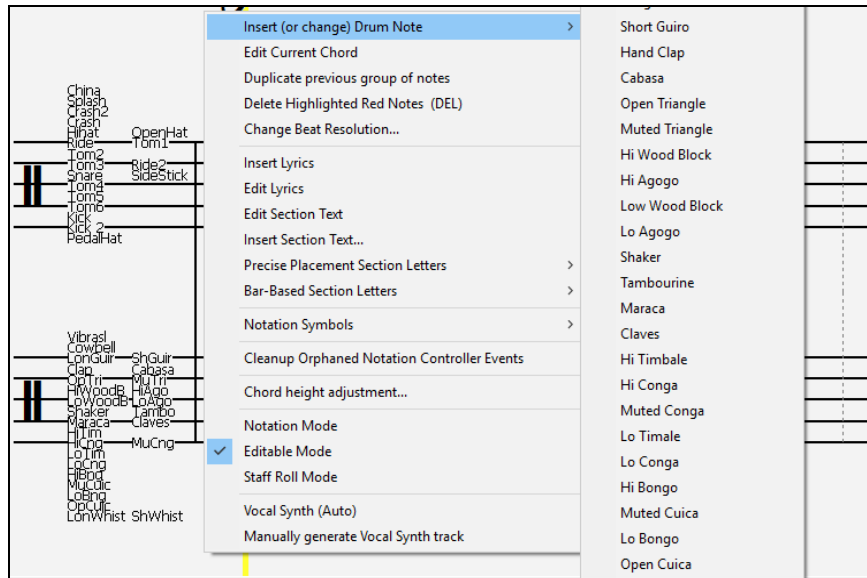 Insert (or change) Drum Note
Edit Current Chord
Duplicate previous group of notes
Delete Highlighted Red Notes (DEL)
Change Beat Resolution...
Insert Lyrics
Edit Lyrics
Edit Section Text
Insert Section Text...
Precise Placement Section Letters
Bar-Based Section Letters
Notation Symbols
Cleanup Orphaned Notation Controller Events
Chord height adjustment...
Notation Mode
Editable Mode
Staff Roll Mode
Vocal Synth (Auto)
Manually generate Vocal Synth track
Short Guiro
Hand Clap
Cabasa
Open Triangle
Muted Triangle
Hi Wood Block
Hi Agogo
Low Wood Block
Lo Agogo
Shaker
Tambourine
Maraca
Claves
Hi Timbale
Hi Conga
Muted Conga
Lo Timale
Lo Conga
Hi Bongo
Muted Cuica
Lo Bongo
Open Cuica
China
Splash
Crash2
Crash
Hihat OpenHat
Ride Tom1
Tom2
Tom3 Ride2
Snare SideStick
Tom4
Tom5
Tom6
Kick
Kick 2
PedalHat
Vibrasl
Cowbell
LonGuir ShGuir
Clap Cabasa
OpTri MuTri
HiWoodB HiAgo
LoWoodB LoAgo
Shaker Tambo
Maraca Claves
HiTim
HiCng MuCng
LoTim
LoCng
HiBng
MuCuic
LoBng
OpCuic
LonWhist ShWhist